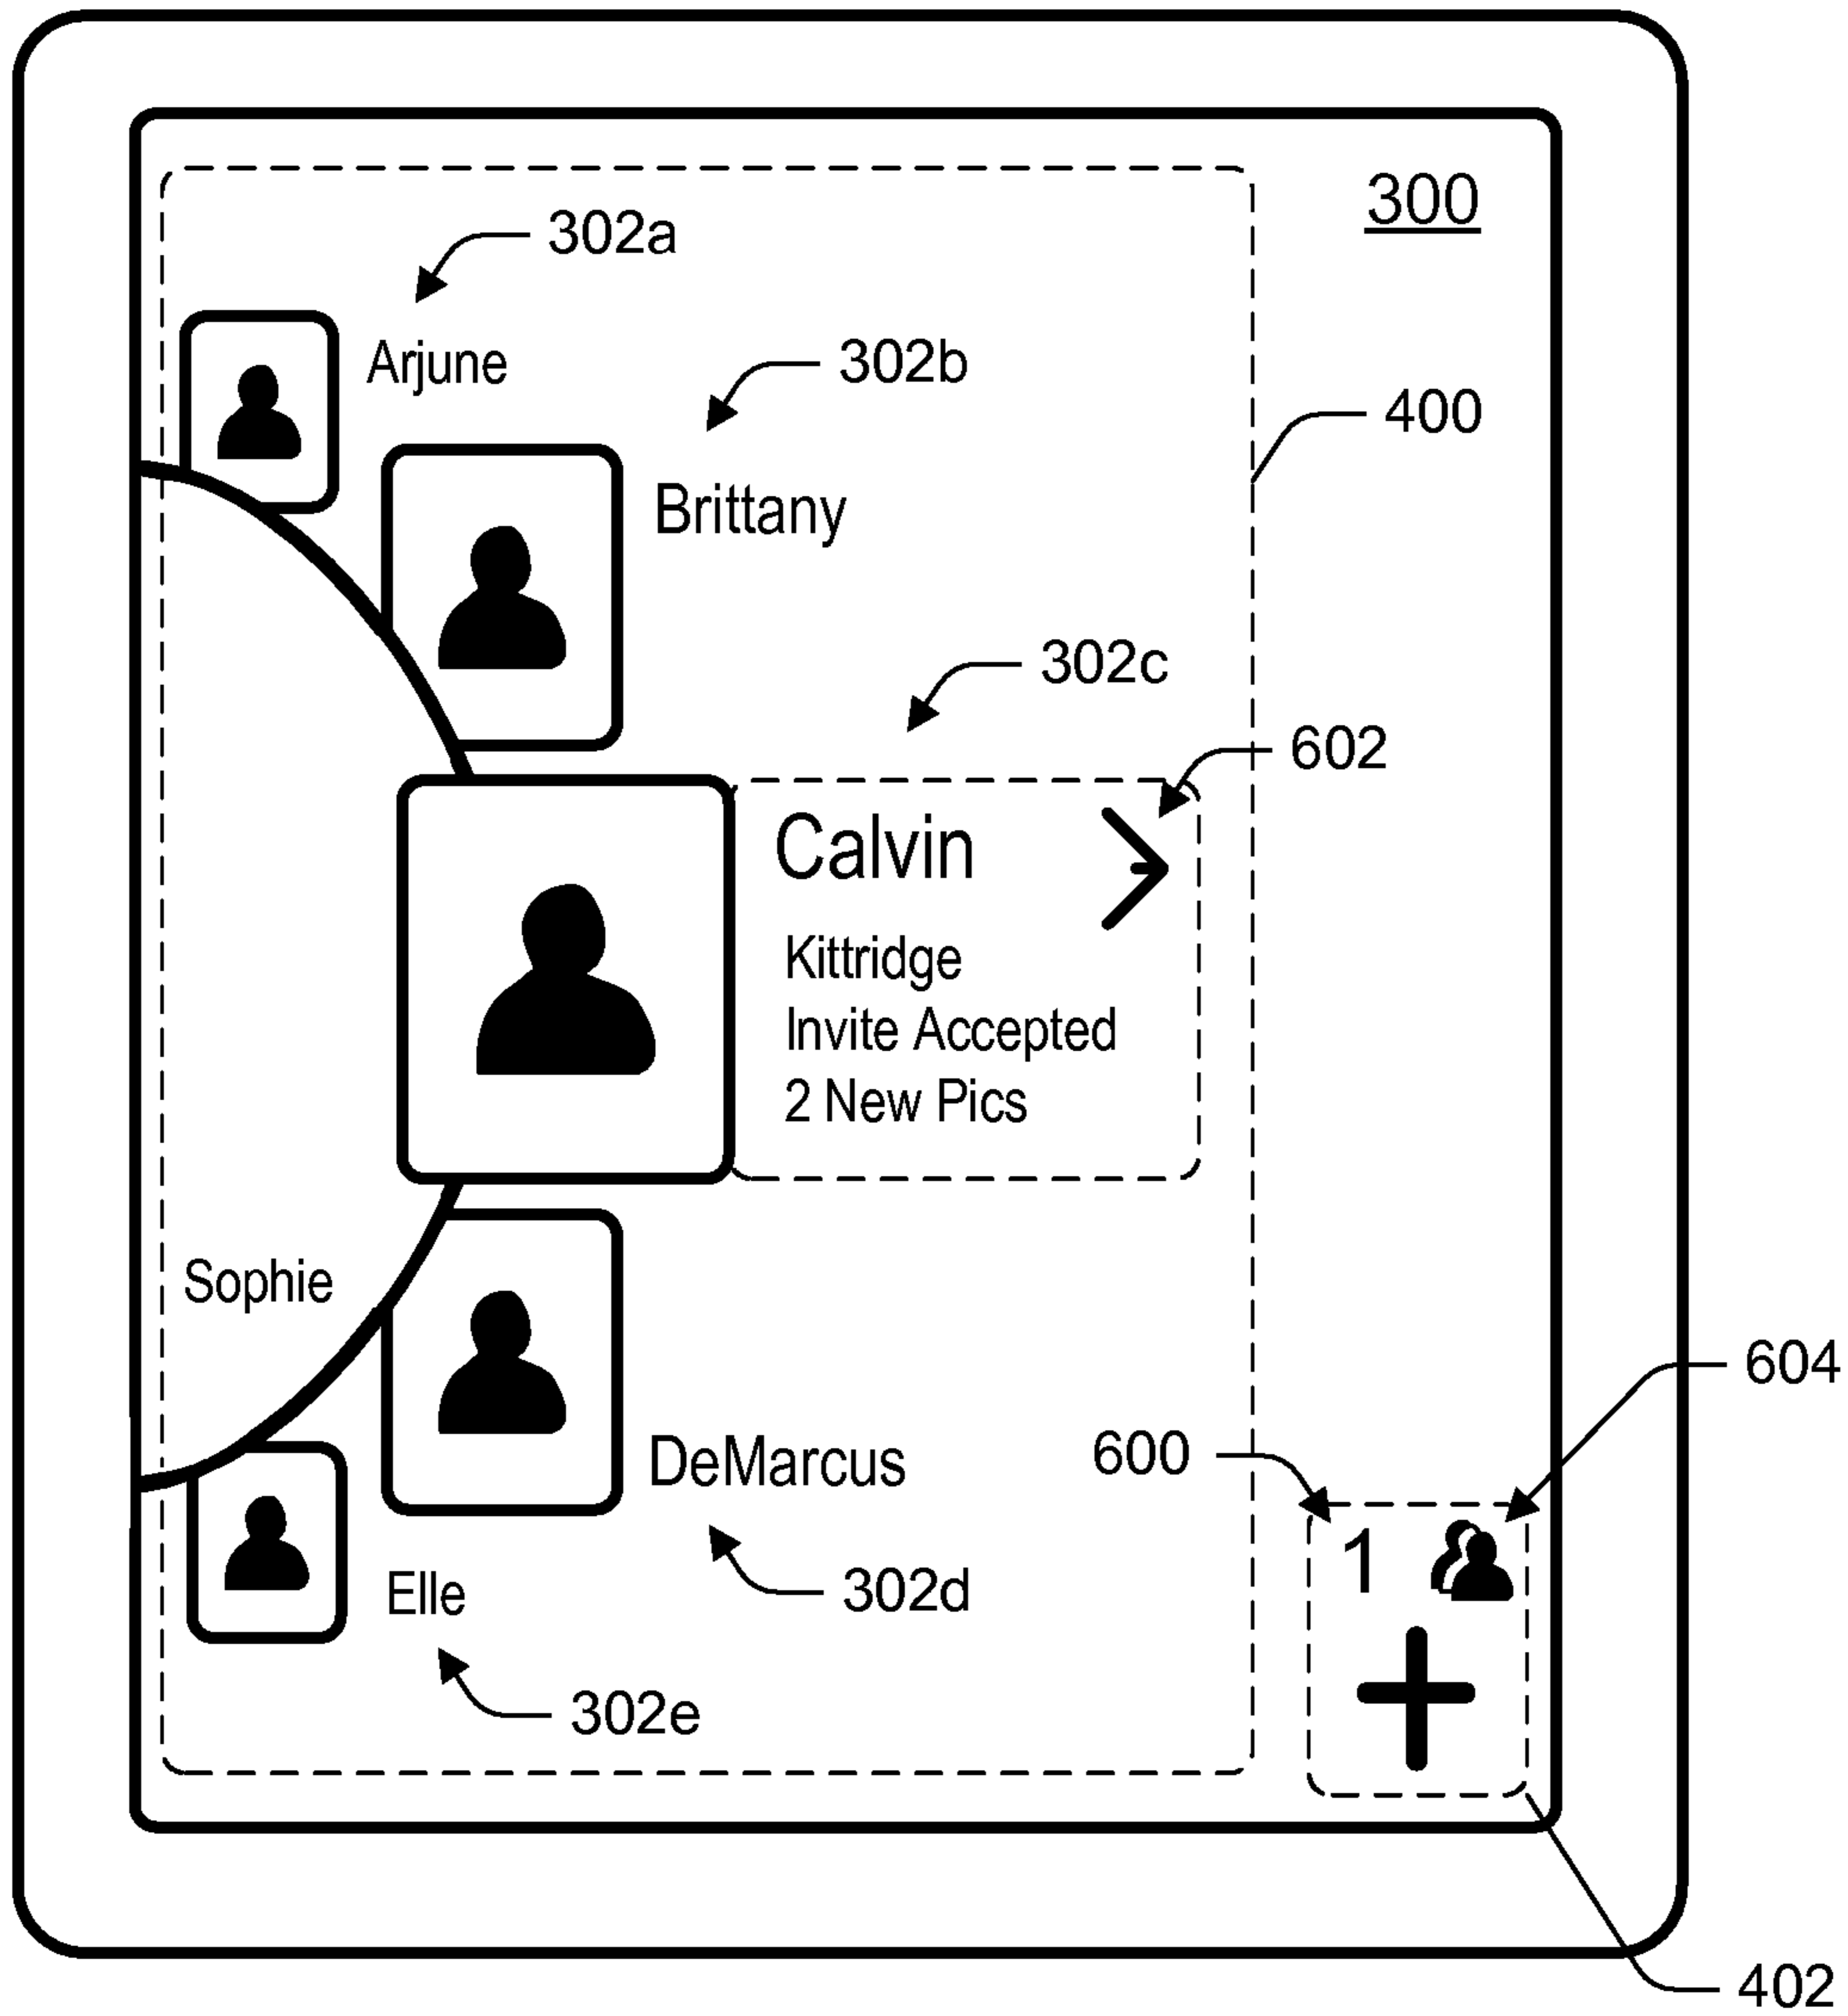 300
302a
Arjune
302b
400
Brittany
302c
602
Calvin
Kittridge
Invite Accepted
2 New Pics
Sophie
604
600
DeMarcus
1
302d
Elle
302e
402